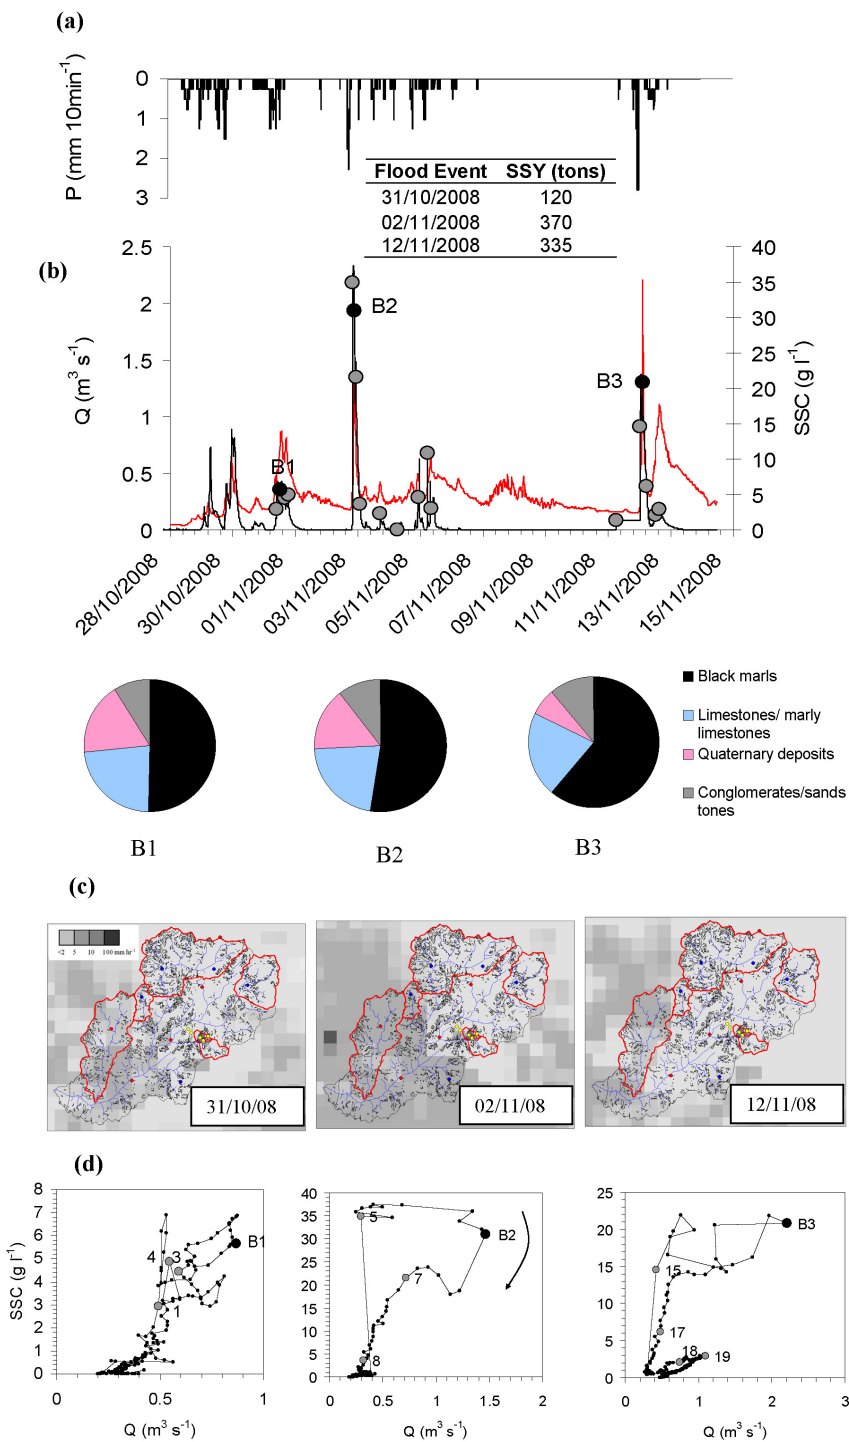 (a)
P (mm 10min-1)
0
1
2
3
Flood Event SSY (tons)
31/10/2008 120
02/11/2008 370
12/11/2008 335
(b)
Q (m3 s-1)
2.5
2
1.5
1
0.5
0
SSC (g l-1)
40
35
30
25
20
15
10
5
0
B1
B2
B3
28/10/2008
30/10/2008
01/11/2008
03/11/2008
05/11/2008
07/11/2008
09/11/2008
11/11/2008
13/11/2008
15/11/2008
Black marls
Limestones/ marly
limestones
Quaternary deposits
Conglomerates/sands
tones
B1
B2
B3
(c)
<2 5 10 100 mm hr-1
31/10/08
02/11/08
12/11/08
(d)
SSC (g l-1)
8
7
6
5
4
3
2
1
0
4 3
B1
1
0 0.5 1
Q (m3 s-1)
40
35
30
25
20
15
10
5
0
5
B2
7
8
0 0.5 1 1.5 2
Q (m3 s-1)
25
20
15
10
5
0
B3
15
17
18 19
0 1 2 3
Q (m3 s-1)